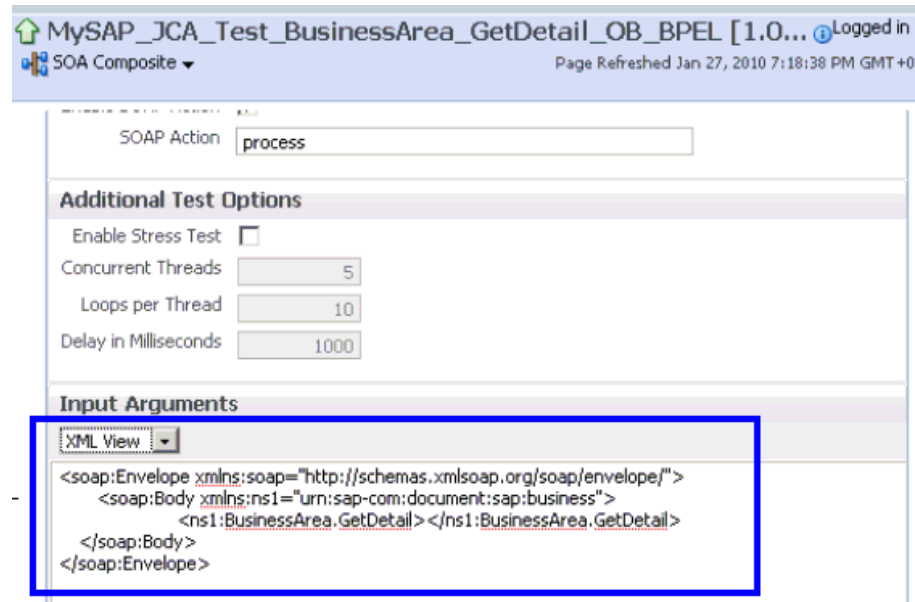 MySAP_JCA_Test_BusinessArea_GetDetail_OB_BPEL [1.0... Logged in
SOA Composite Page Refreshed Jan 27, 2010 7:18:38 PM GMT+0
SOAP Action process
Additional Test Options
Enable Stress Test
Concurrent Threads 5
Loops per Thread 10
Delay in Milliseconds 1000
Input Arguments
XML View
<soap:Envelope xmlns:soap="http://schemas.xmlsoap.org/soap/envelope/">
<soap:Body xmlns:ns1="urn:sap-com:document:sap:business">
<ns1:BusinessArea.GetDetail></ns1:BusinessArea.GetDetail>
</soap:Body>
</soap:Envelope>